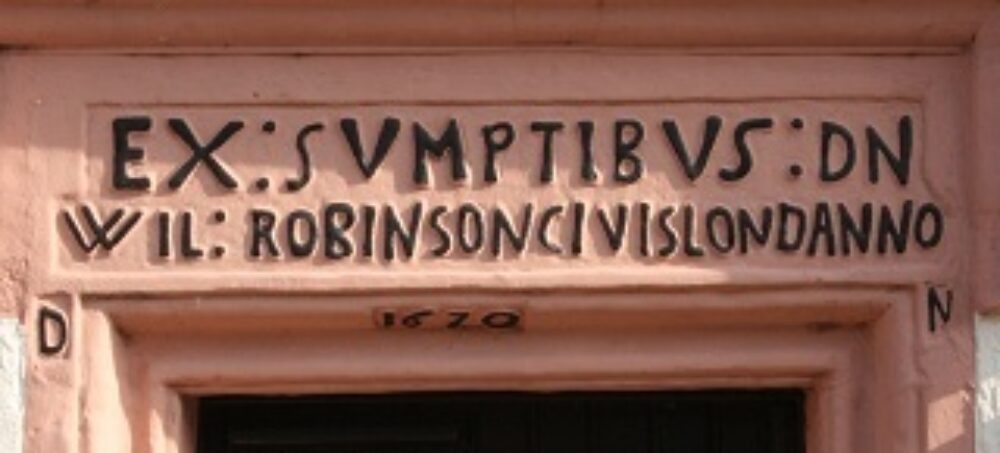 EX : SVMPTIBVS : DN
WIL: ROBINSONCIVISLONDANNO
D N
1670